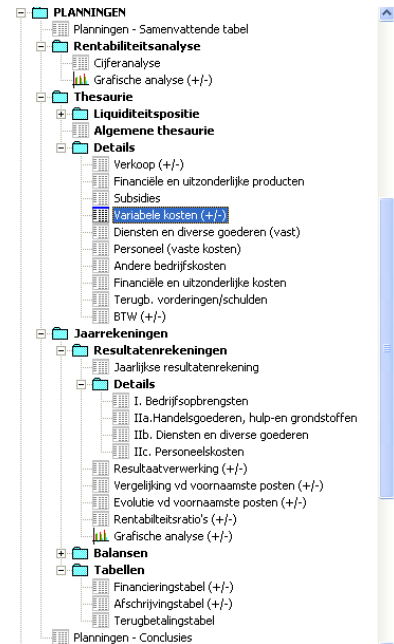 PLANNINGEN
Planningen - Samenvattende tabel
Rentabiliteitsanalyse
Cijferanalyse
Grafische analyse (+/-)
Thesaurie
Liquiditeitspositie
Algemene thesaurie
Details
Verkoop (+/-)
Financiële en uitzonderlijke producten
Subsidies
Variabele kosten (+/-)
Diensten en diverse goederen (vast)
Personeel (vaste kosten)
Andere bedrijfskosten
Financiële en uitzonderlijke kosten
Terugb. vorderingen/schulden
BTW (+/-)
Jaarrekeningen
Resultatenrekeningen
Jaarlijkse resultatenrekening
Details
I. Bedrijfsopbrengsten
IIa.Handelsgoederen, hulp-en grondstoffen
IIb. Diensten en diverse goederen
IIc. Personeelskosten
Resultaatverwerking (+/-)
Vergelijking vd voornaamste posten (+/-)
Evolutie vd voornaamste posten (+/-)
Rentabilteitsratio's (+/-)
Grafische analyse (+/-)
Balansen
Tabellen
Financieringstabel (+/-)
Afschrijvingstabel (+/-)
Terugbetalingstabel
Planningen - Conclusies